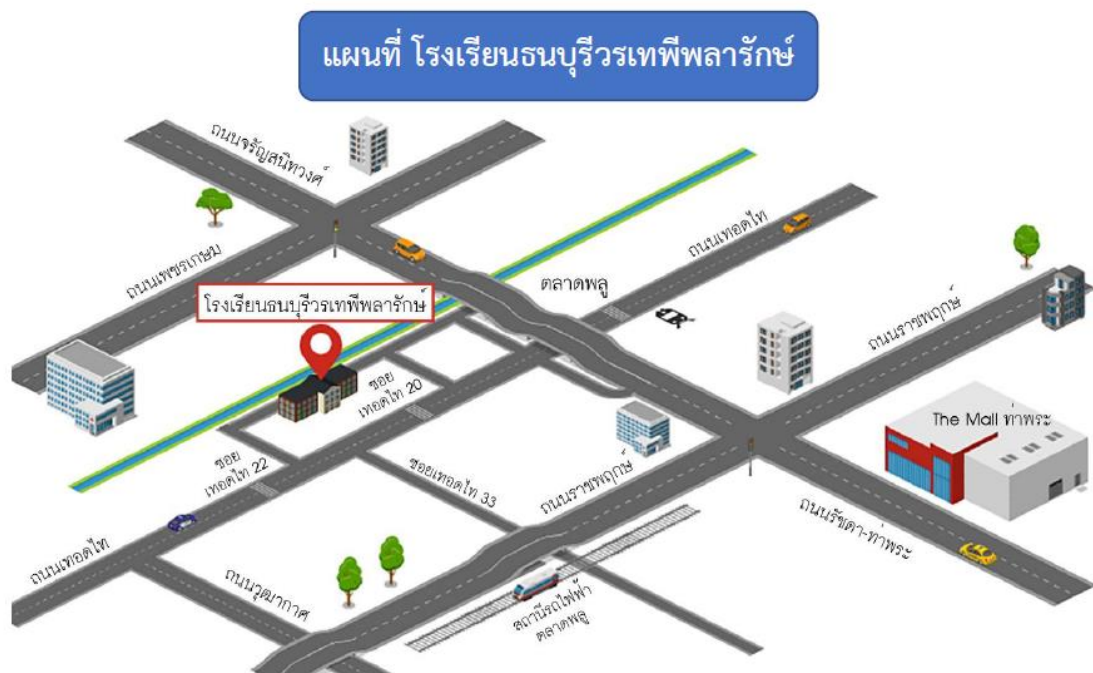 แผนที่ โรงเรียนธนบุรีวรเทพีพลารักษ์
ถนนจรัญสนิทวงศ์
ถนนเพชรเกษม
ถนนเทอดไท
ตลาดพลู
โรงเรียนธนบุรีวรเทพีพลารักษ์
ถนนราชพฤกษ์
ซอย
เทอดไท 20
The Mall ท่าพระ
ซอย
เทอดไท 22
ซอยเทอดไท 33
ถนนราชพฤกษ์
ถนนรัชดา-ท่าพระ
ถนนเทอดไท
ถนนวุฒากาศ
สถานีรถไฟฟ้า
ตลาดพลู